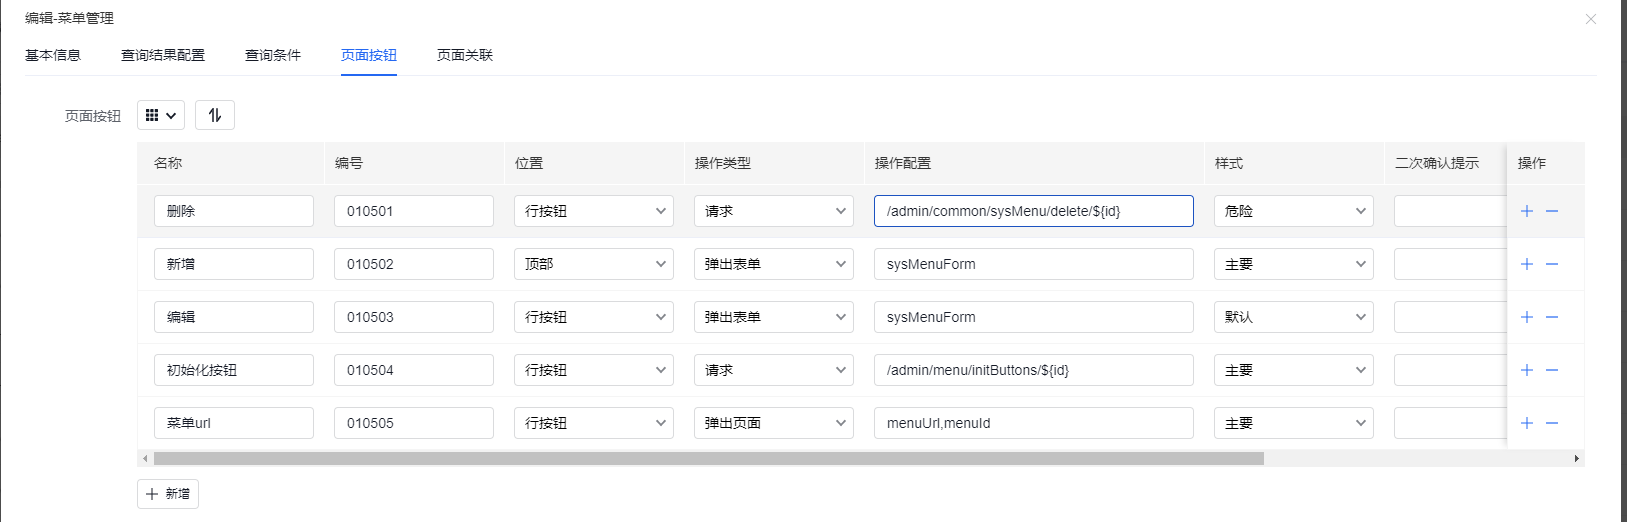 编辑-菜单管理
基本信息 查询结果配置 查询条件 页面按钮 页面关联
页面按钮
名称 编号 位置 操作类型 操作配置 样式 二次确认提示 操作
删除 010501 行按钮 请求 /admin/common/sysMenu/delete/${id} 危险
新增 010502 顶部 弹出表单 sysMenuForm 主要
编辑 010503 行按钮 弹出表单 sysMenuForm 默认
初始化按钮 010504 行按钮 请求 /admin/menu/initButtons/${id} 主要
菜单url 010505 行按钮 弹出页面 menuUrl,menuId 主要
新增